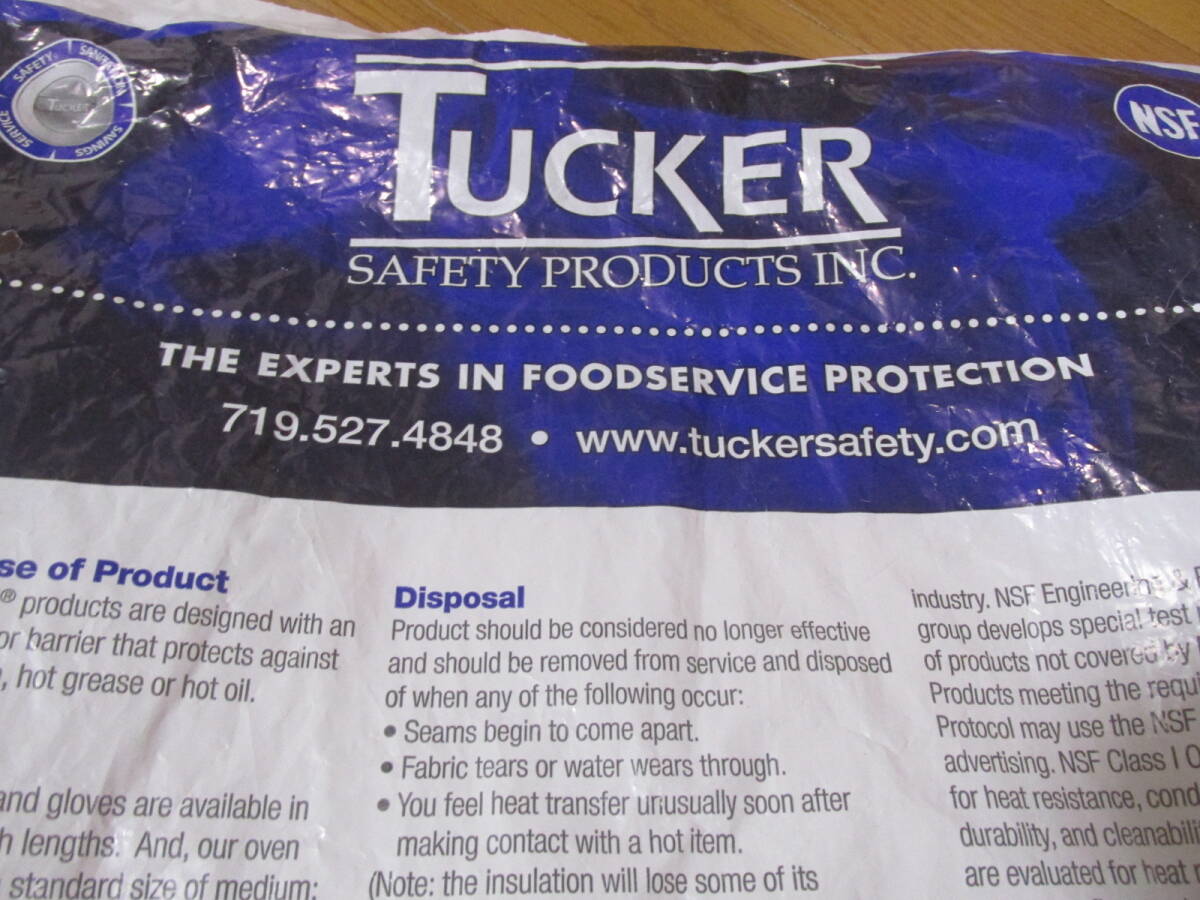 SAFETY
SANITATION
SERVICE
SAVINGS
TUCKER
NSF
TUCKER
SAFETY PRODUCTS INC.
THE EXPERTS IN FOODSERVICE PROTECTION
719.527.4848 • www.tuckersafety.com
se of Product
® products are designed with an
or barrier that protects against
, hot grease or hot oil.
and gloves are available in
h lengths. And, our oven
standard size of medium:
Disposal
Product should be considered no longer effective
and should be removed from service and disposed
of when any of the following occur:
• Seams begin to come apart.
• Fabric tears or water wears through.
• You feel heat transfer unusually soon after
making contact with a hot item.
(Note: the insulation will lose some of its
industry. NSF Engineering &
group develops special test
of products not covered by
Products meeting the requi
Protocol may use the NSF
advertising. NSF Class I
for heat resistance, cond
durability, and cleanabili
are evaluated for heat